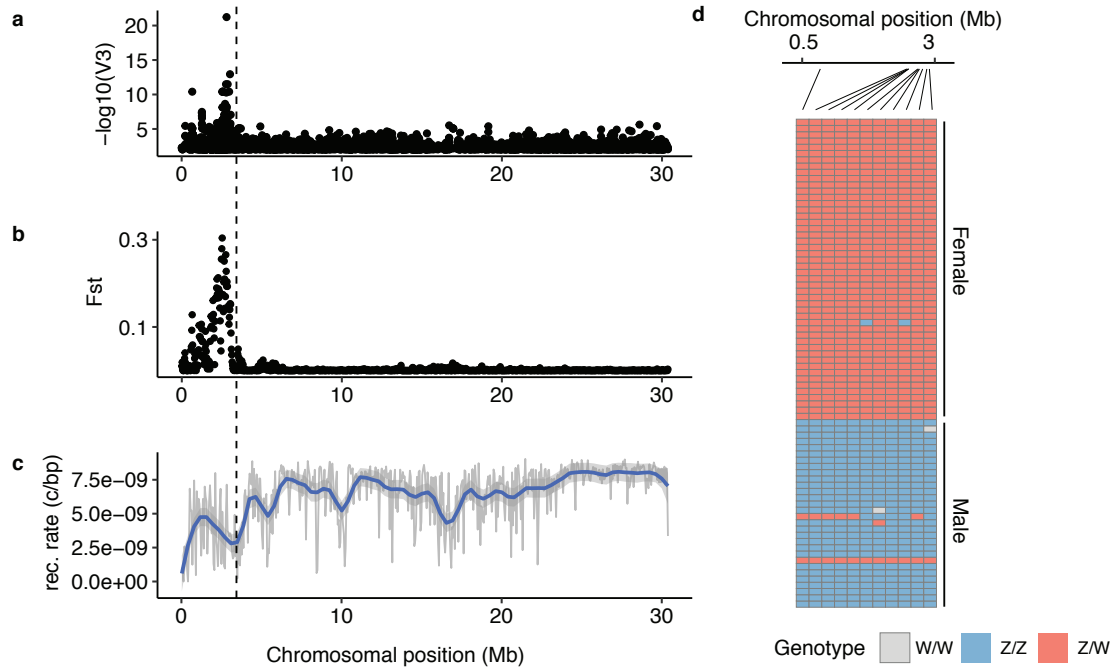 a
−log10(V3)
20
15
10
5
0
10
20
30
b
Fst
0.3
0.1
0
10
20
30
c
rec. rate (c/bp)
7.5e−09
5.0e−09
2.5e−09
0.0e+00
0
10
20
30
Chromosomal position (Mb)
d
Chromosomal position (Mb)
0.5
3
Female
Male
Genotype
W/W
Z/Z
Z/W